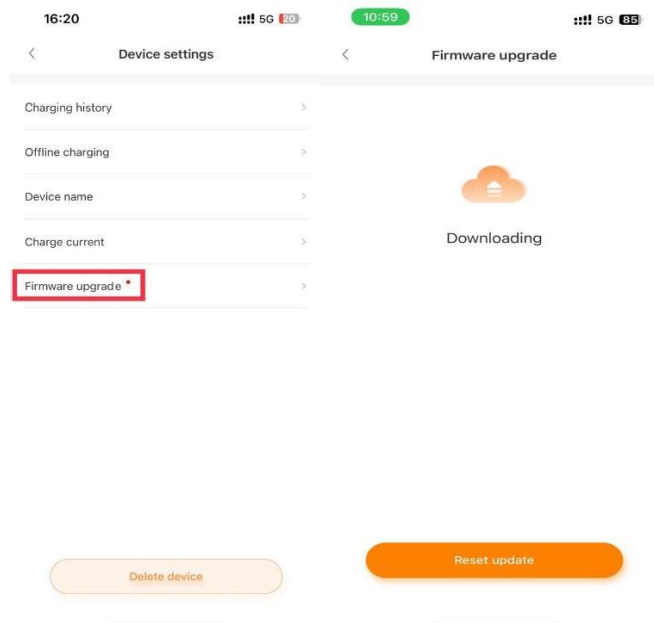 16:20
5G 20
Device settings
Charging history
Offline charging
Device name
Charge current
Firmware upgrade
Delete device
10:59
5G 85
Firmware upgrade
Downloading
Reset update